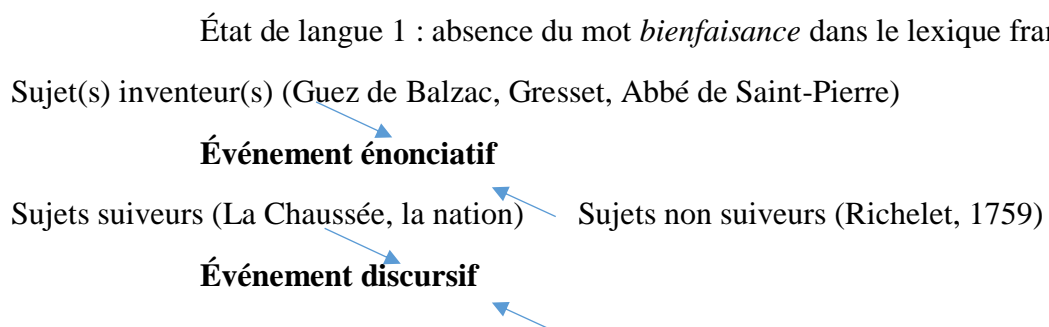 État de langue 1 : absence du mot bienfaisance dans le lexique
Sujet(s) inventeur(s) (Guez de Balzac, Gresset, Abbé de Saint-Pierre)
Événement énonciatif
Sujets suiveurs (La Chaussée, la nation) Sujets non suiveurs (Richelet, 1759)
Événement discursif